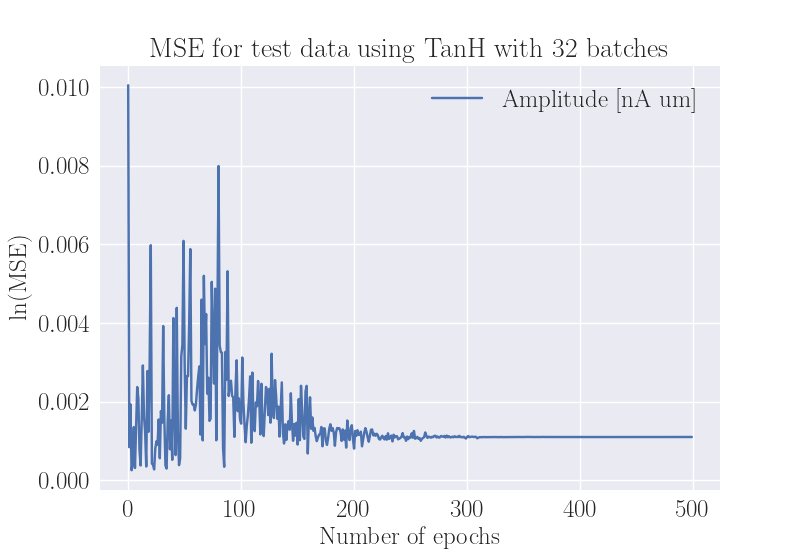 MSE for test data using TanH with 32 batches
Amplitude [nA um]
ln(MSE)
0.010
0.008
0.006
0.004
0.002
0.000
0 100 200 300 400 500
Number of epochs